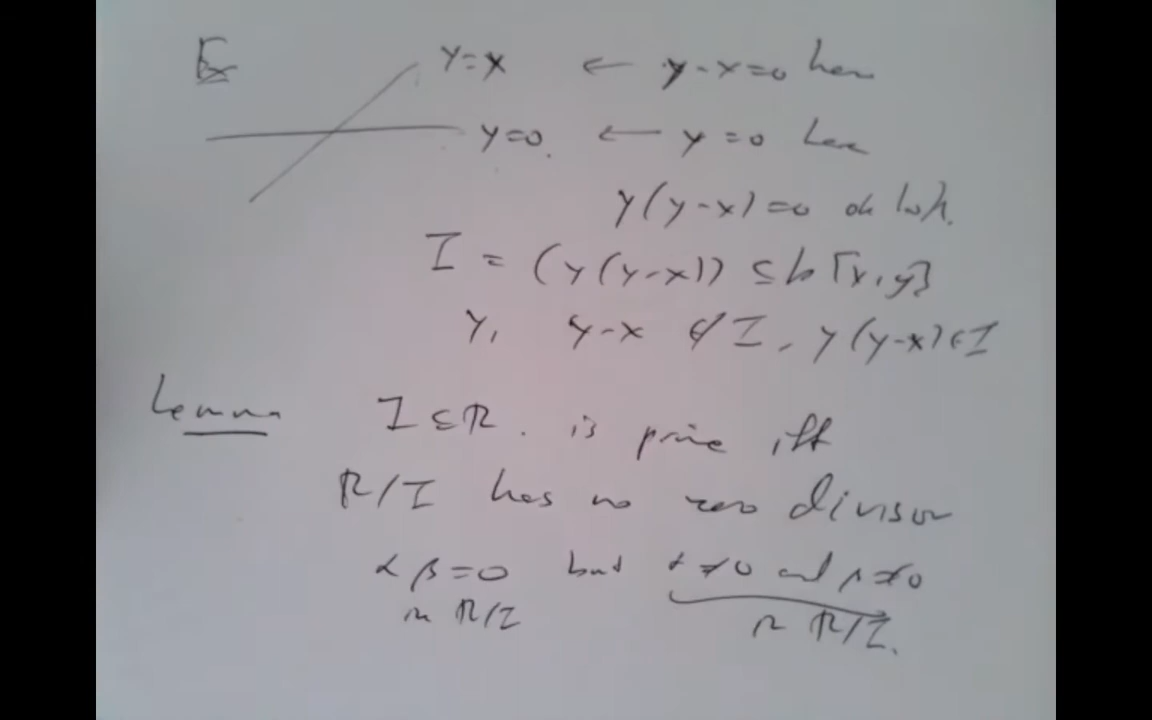 Ex y=x ← y-x=0 here
y=0. ← y=0 here
y(y-x)=0 on both.
I = (y(y-x)) ⊆ k[x,y]
y, y-x ∉ I, y(y-x) ∈ I
Lemma I ⊆ R. is prime iff
R/I has no zero divisor
α β = 0 but α ≠ 0 and β ≠ 0
in R/I in R/I.